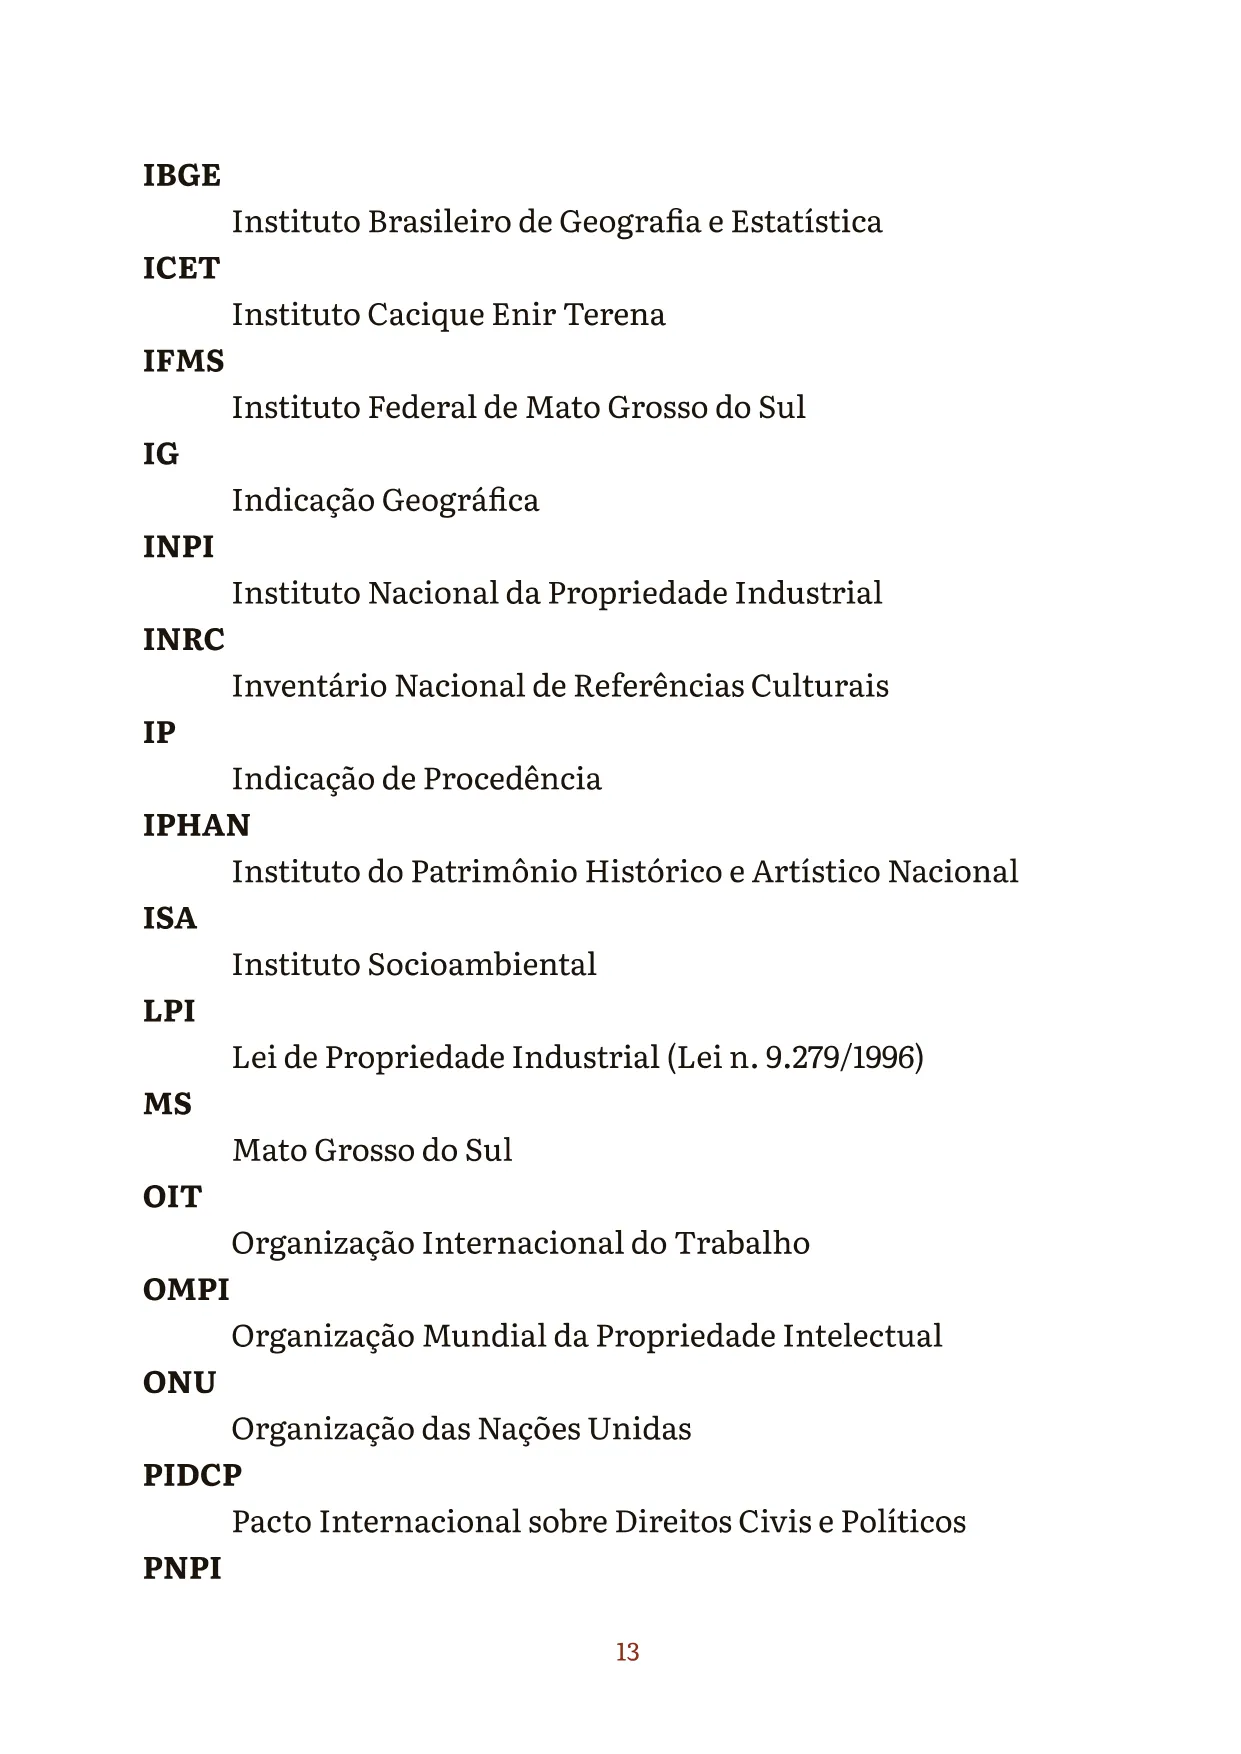 IBGE
Instituto Brasileiro de Geografia e Estatística
ICET
Instituto Cacique Enir Terena
IFMS
Instituto Federal de Mato Grosso do Sul
IG
Indicação Geográfica
INPI
Instituto Nacional da Propriedade Industrial
INRC
Inventário Nacional de Referências Culturais
IP
Indicação de Procedência
IPHAN
Instituto do Patrimônio Histórico e Artístico Nacional
ISA
Instituto Socioambiental
LPI
Lei de Propriedade Industrial (Lei n. 9.279/1996)
MS
Mato Grosso do Sul
OIT
Organização Internacional do Trabalho
OMPI
Organização Mundial da Propriedade Intelectual
ONU
Organização das Nações Unidas
PIDCP
Pacto Internacional sobre Direitos Civis e Políticos
PNPI
13